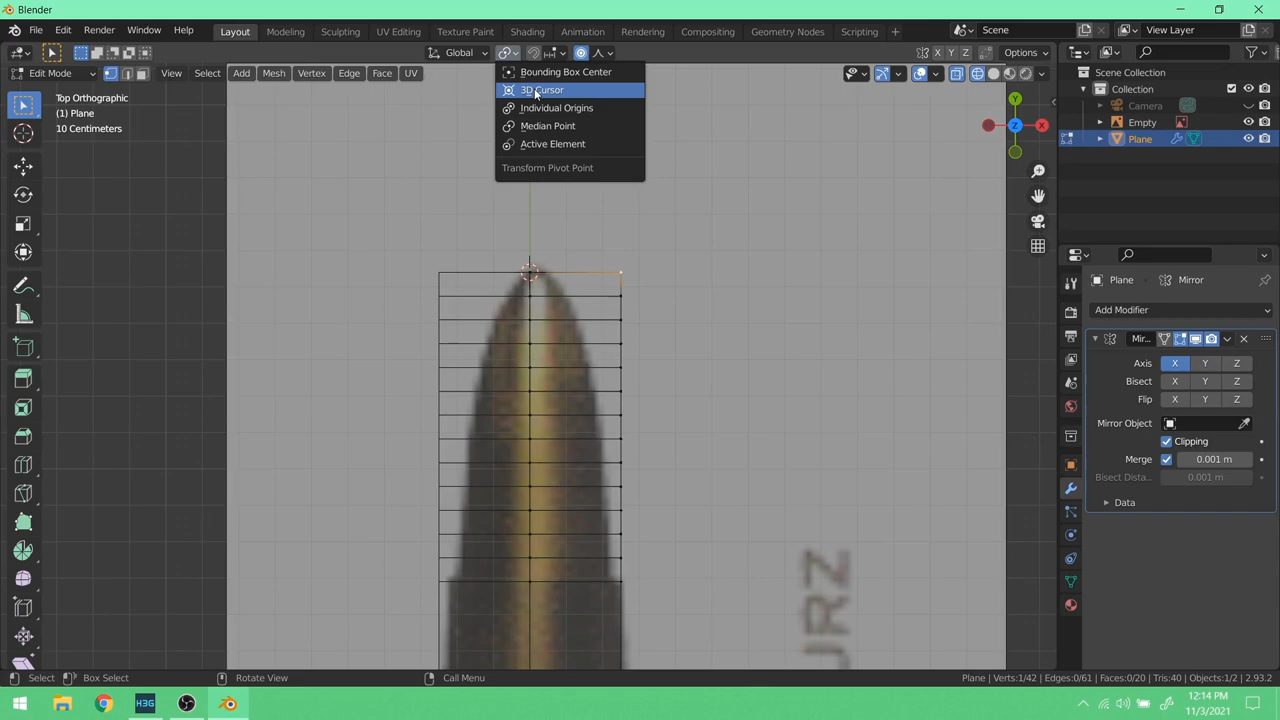 Blender
File Edit Render Window Help Layout Modeling Sculpting UV Editing Texture Paint Shading Animation Rendering Compositing Geometry Nodes Scripting + Scene View Layer
Global Options
X Y Z
Edit Mode View Select Add Mesh Vertex Edge Face UV
Bounding Box Center
3D Cursor
Individual Origins
Median Point
Active Element
Transform Pivot Point
Top Orthographic
(1) Plane
10 Centimeters
Y
Z X
JRZ
Scene Collection
Collection
Camera
Empty
Plane
Plane Mirror
Add Modifier
Mir...
Axis X Y Z
Bisect X Y Z
Flip X Y Z
Mirror Object
Clipping
Merge 0.001 m
Bisect Dista... 0.001 m
Data
Select Box Select Rotate View Call Menu Plane | Verts:1/42 | Edges:0/61 | Faces:0/20 | Tris:40 | Objects:1/2 | 2.93.2
H3G
12:14 PM
11/3/2021